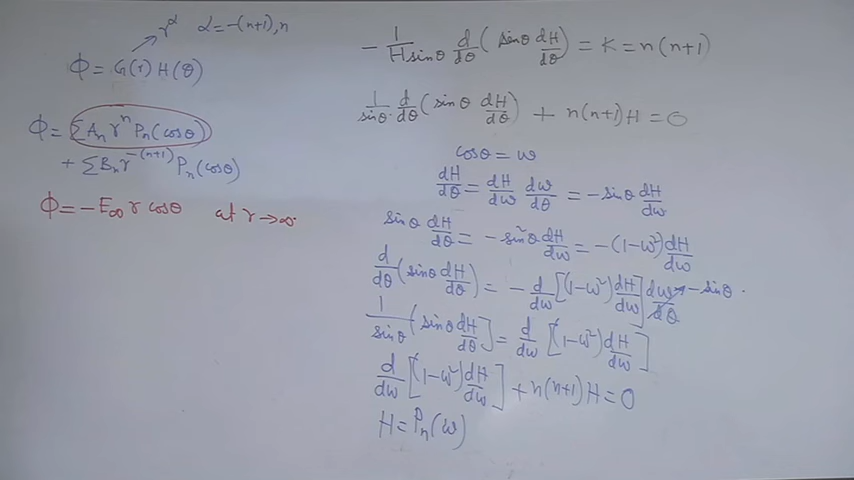 r^α α = -(n+1), n
Φ = G(r) H(θ)
Φ = ΣA_n r^n P_n(cosθ)
+ ΣB_n r^-(n+1) P_n(cosθ)
Φ = -E_∞ r cosθ at r→∞
- 1/(H sinθ) d/dθ (sinθ dH/dθ) = K = n(n+1)
1/sinθ d/dθ (sinθ dH/dθ) + n(n+1)H = 0
cosθ = w
dH/dθ = dH/dw dw/dθ = -sinθ dH/dw
sinθ dH/dθ = -sin²θ dH/dw = -(1-w²) dH/dw
d/dθ (sinθ dH/dθ) = -d/dw [(1-w²) dH/dw] dw/dθ → -sinθ.
1/sinθ (sinθ dH/dθ] = d/dw [(1-w²) dH/dw]
d/dw [(1-w²) dH/dw] + n(n+1)H = 0
H = P_n(w)